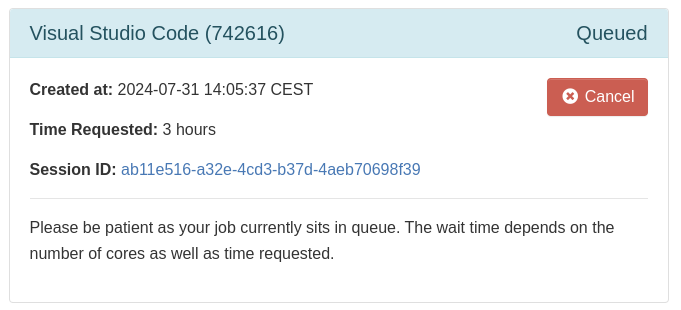 Visual Studio Code (742616) Queued
Created at: 2024-07-31 14:05:37 CEST
Cancel
Time Requested: 3 hours
Session ID: ab11e516-a32e-4cd3-b37d-4aeb70698f39
Please be patient as your job currently sits in queue. The wait time depends on the
number of cores as well as time requested.